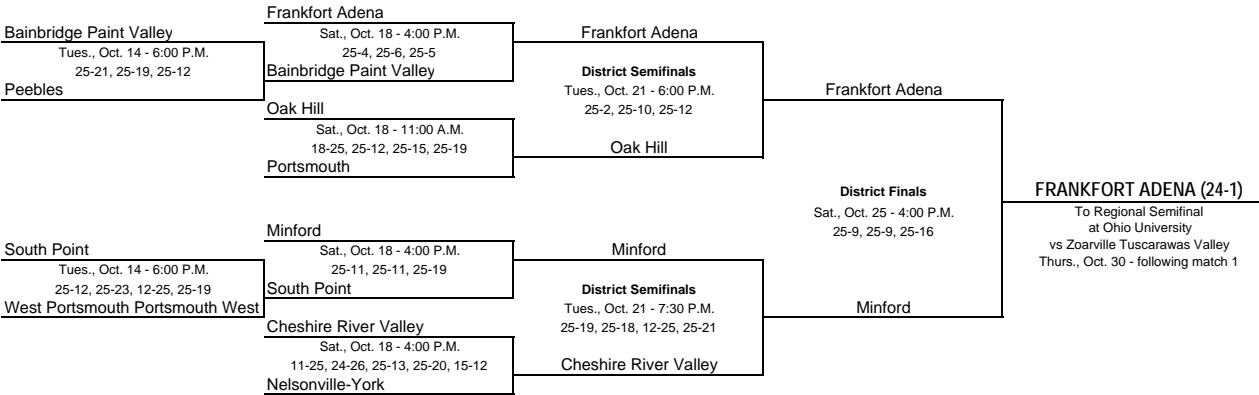 Frankfort Adena
Bainbridge Paint Valley
Sat., Oct. 18 - 4:00 P.M.
Frankfort Adena
Tues., Oct. 14 - 6:00 P.M.
25-4, 25-6, 25-5
25-21, 25-19, 25-12
Bainbridge Paint Valley
District Semifinals
Peebles
Tues., Oct. 21 - 6:00 P.M.
Frankfort Adena
Oak Hill
25-2, 25-10, 25-12
Sat., Oct. 18 - 11:00 A.M.
18-25, 25-12, 25-15, 25-19
Oak Hill
Portsmouth
District Finals
FRANKFORT ADENA (24-1)
Sat., Oct. 25 - 4:00 P.M.
To Regional Semifinal
Minford
25-9, 25-9, 25-16
at Ohio University
South Point
Sat., Oct. 18 - 4:00 P.M.
Minford
vs Zoarville Tuscarawas Valley
Tues., Oct. 14 - 6:00 P.M.
25-11, 25-11, 25-19
Thurs., Oct. 30 - following match 1
25-12, 25-23, 12-25, 25-19
South Point
District Semifinals
West Portsmouth Portsmouth West
Tues., Oct. 21 - 7:30 P.M.
Minford
Cheshire River Valley
25-19, 25-18, 12-25, 25-21
Sat., Oct. 18 - 4:00 P.M.
11-25, 24-26, 25-13, 25-20, 15-12
Cheshire River Valley
Nelsonville-York